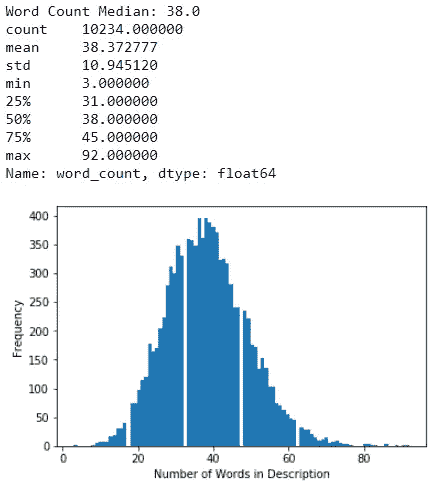 Word Count Median: 38.0
count    10234.000000
mean        38.372777
std         10.945120
min          3.000000
25%         31.000000
50%         38.000000
75%         45.000000
max         92.000000
Name: word_count, dtype: float64
400
350
300
250
200
150
100
50
0
Frequency
0 20 40 60 80
Number of Words in Description